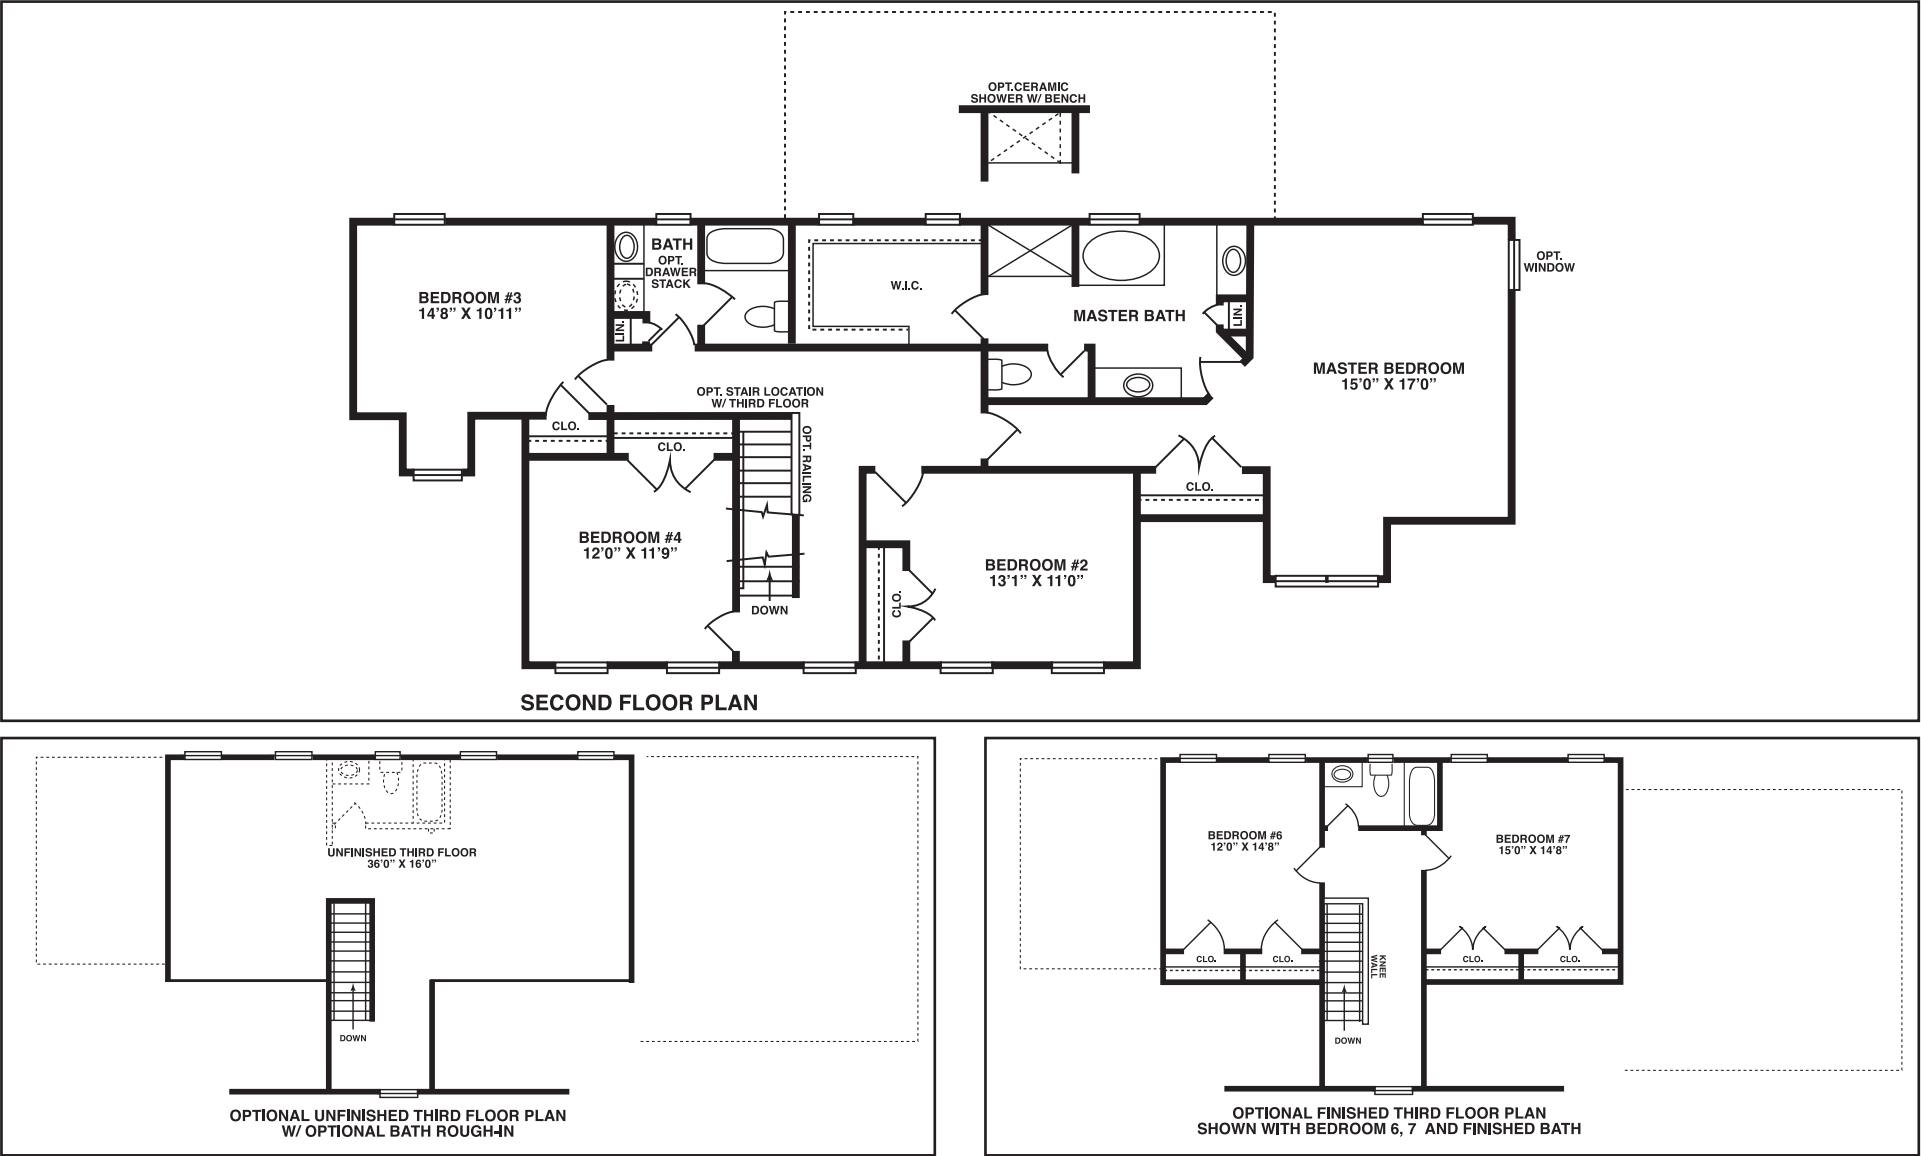 OPT.CERAMIC
SHOWER W/ BENCH
BATH
OPT.
DRAWER
STACK
LIN.
W.I.C.
MASTER BATH
LIN.
OPT.
WINDOW
BEDROOM #3
14'8” X 10'11”
MASTER BEDROOM
15'0” X 17'0”
OPT. STAIR LOCATION
W/ THIRD FLOOR
CLO.
CLO.
OPT. RAILING
CLO.
BEDROOM #4
12'0” X 11'9”
BEDROOM #2
13'1” X 11'0”
CLO.
DOWN
SECOND FLOOR PLAN
UNFINISHED THIRD FLOOR
36'0” X 16'0”
DOWN
OPTIONAL UNFINISHED THIRD FLOOR PLAN
W/ OPTIONAL BATH ROUGH-IN
BEDROOM #6
12'0” X 14'8”
BEDROOM #7
15'0” X 14'8”
CLO.
CLO.
KNEE
WALL
CLO.
CLO.
DOWN
OPTIONAL FINISHED THIRD FLOOR PLAN
SHOWN WITH BEDROOM 6, 7 AND FINISHED BATH